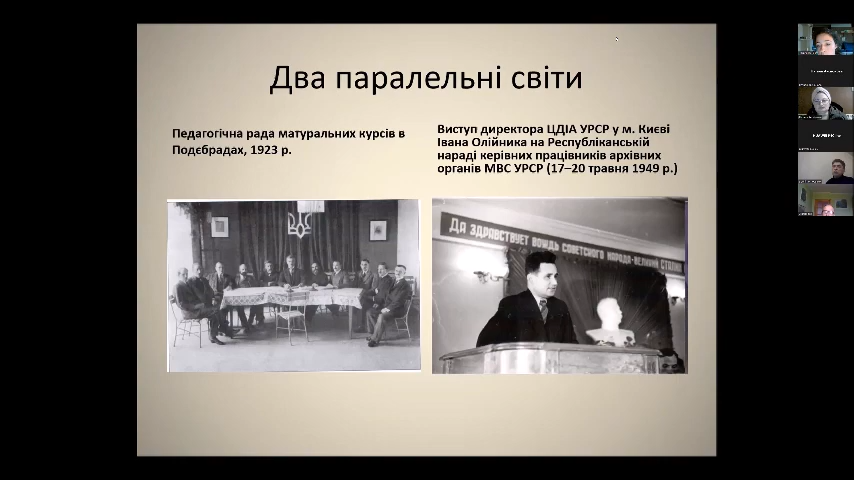 Два паралельні світи
Педагогічна рада матуральних курсів в
Подєбрадах, 1923 р.
Виступ директора ЦДІА УРСР у м. Києві
Івана Олійника на Республіканській
нараді керівних працівників архівних
органів МВС УРСР (17–20 травня 1949 р.)
ДА ЗДРАВСТВУЕТ ВОЖДЬ СОВЕТСКОГО НАРОДА-ВЕЛИКИЙ СТАЛИН